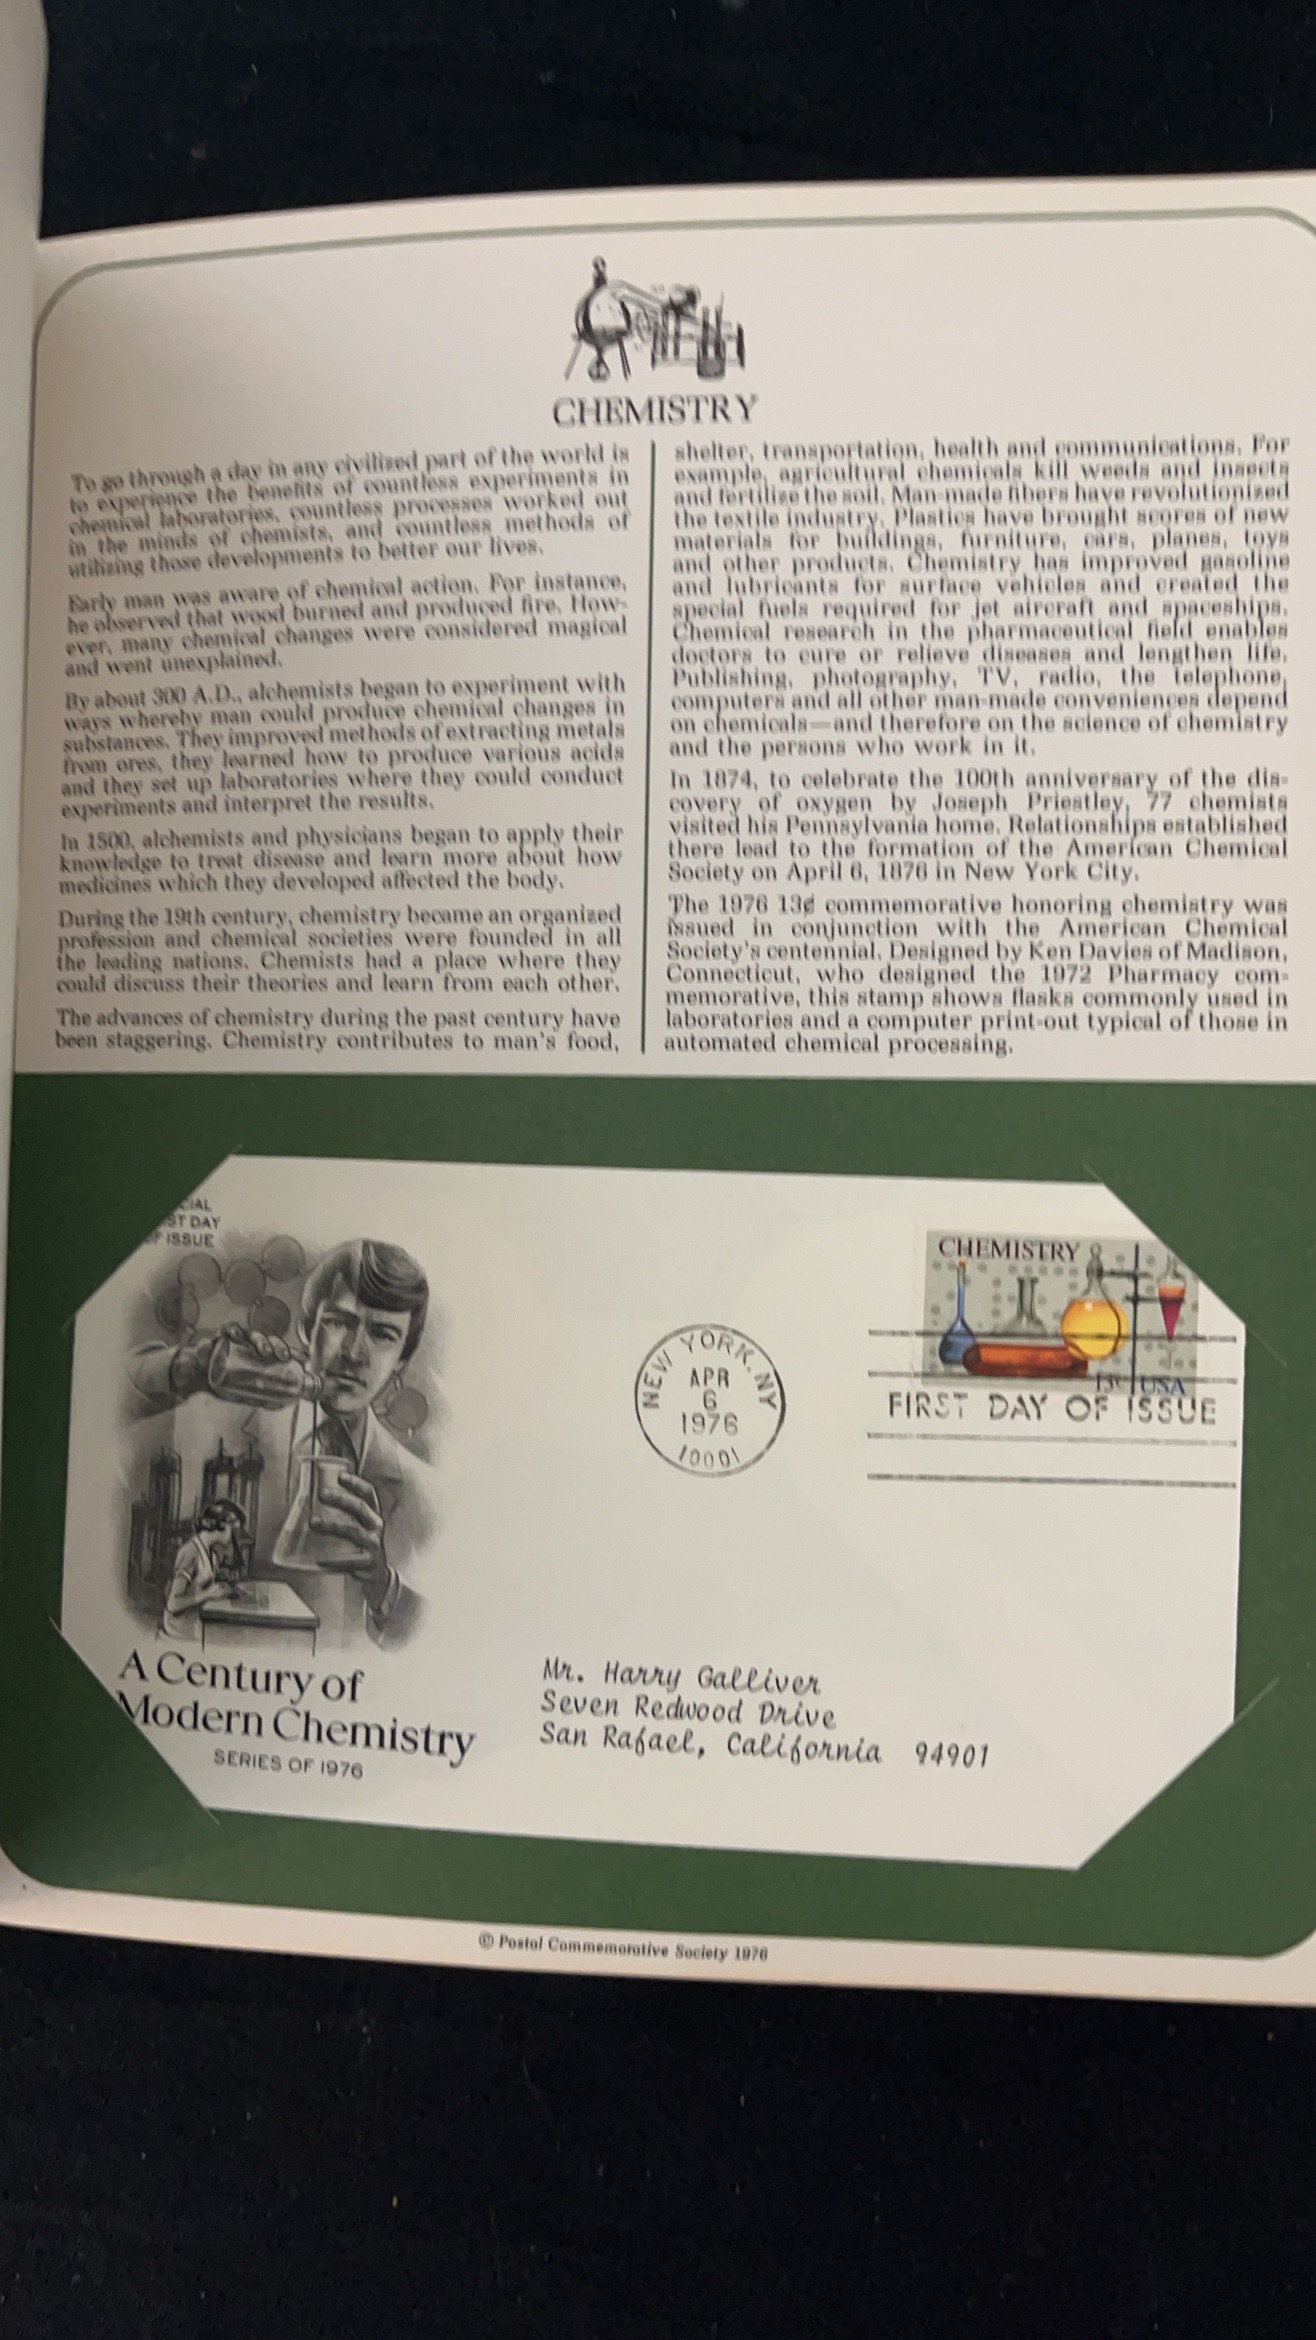 CHEMISTRY
To go through a day in any civilized part of the world is
to experience the benefits of countless experiments in
chemical laboratories, countless processes worked out
in the minds of chemists, and countless methods of
utilizing those developments to better our lives.
Early man was aware of chemical action. For instance,
he observed that wood burned and produced fire. How-
ever, many chemical changes were considered magical
and went unexplained.
By about 300 A.D., alchemists began to experiment with
ways whereby man could produce chemical changes in
substances. They improved methods of extracting metals
from ores, they learned how to produce various acids
and they set up laboratories where they could conduct
experiments and interpret the results.
In 1500, alchemists and physicians began to apply their
knowledge to treat disease and learn more about how
medicines which they developed affected the body.
During the 19th century, chemistry became an organized
profession and chemical societies were founded in all
the leading nations. Chemists had a place where they
could discuss their theories and learn from each other.
The advances of chemistry during the past century have
been staggering. Chemistry contributes to man's food,
shelter, transportation, health and communications. For
example, agricultural chemicals kill weeds and insects
and fertilize the soil. Man-made fibers have revolutionized
the textile industry. Plastics have brought scores of new
materials for buildings, furniture, cars, planes, toys
and other products. Chemistry has improved gasoline
and lubricants for surface vehicles and created the
special fuels required for jet aircraft and spaceships.
Chemical research in the pharmaceutical field enables
doctors to cure or relieve diseases and lengthen life.
Publishing, photography, TV, radio, the telephone,
computers and all other man-made conveniences depend
on chemicals—and therefore on the science of chemistry
and the persons who work in it.
In 1874, to celebrate the 100th anniversary of the dis-
covery of oxygen by Joseph Priestley, 77 chemists
visited his Pennsylvania home. Relationships established
there lead to the formation of the American Chemical
Society on April 6, 1876 in New York City.
The 1976 13¢ commemorative honoring chemistry was
issued in conjunction with the American Chemical
Society's centennial. Designed by Ken Davies of Madison,
Connecticut, who designed the 1972 Pharmacy com-
memorative, this stamp shows flasks commonly used in
laboratories and a computer print-out typical of those in
automated chemical processing.
CIAL
ST DAY
OF ISSUE
CHEMISTRY
13c USA
NEW YORK, NY
APR
6
1976
10001
FIRST DAY OF ISSUE
A Century of
Modern Chemistry
SERIES OF 1976
Mr. Harry Galliver
Seven Redwood Drive
San Rafael, California 94901
© Postal Commemorative Society 1976